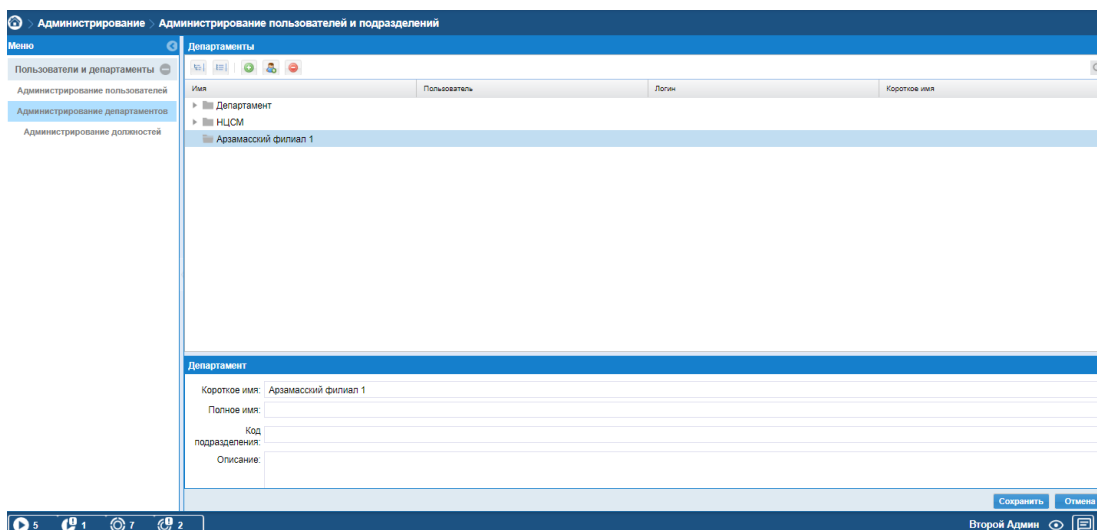 Администрирование Администрирование пользователей и подразделений
Меню
Пользователи и департаменты
Администрирование пользователей
Администрирование департаментов
Администрирование должностей
Департаменты
Имя Пользователь Логин Короткое имя
Департамент
НЦСМ
Арзамасский филиал 1
Департамент
Короткое имя: Арзамасский филиал 1
Полное имя:
Код
подразделения:
Описание:
Сохранить Отмена
5 1 7 2 Второй Админ